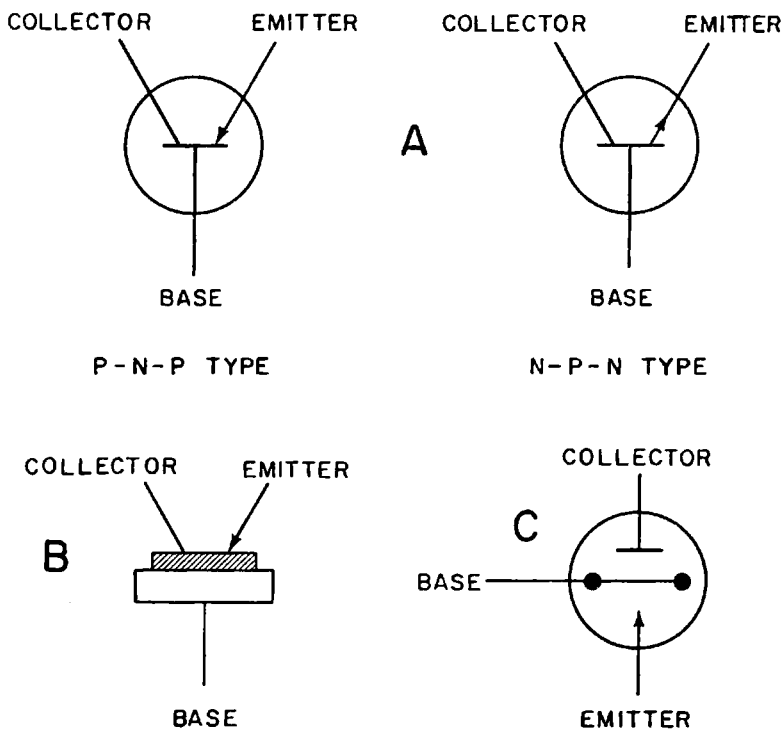 COLLECTOR EMITTER
COLLECTOR EMITTER
A
BASE
BASE
P-N-P TYPE
N-P-N TYPE
COLLECTOR EMITTER
B
BASE
COLLECTOR
C
BASE
EMITTER